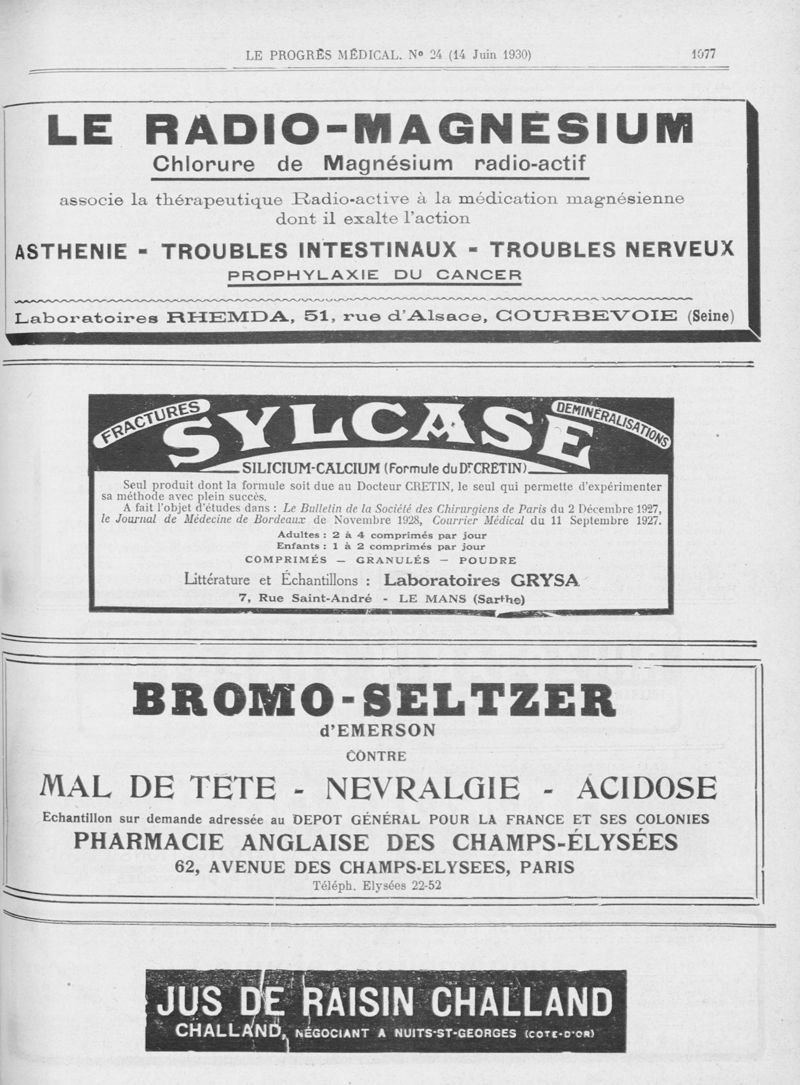 LE PROGRÈS MÉDICAL. Nº 24 (14 Juin 1930) 1077
LE RADIO-MAGNÉSIUM
Chlorure de Magnésium radio-actif
associe la thérapeutique Radio-active à la médication magnésienne
dont il exalte l'action
ASTHENIE - TROUBLES INTESTINAUX - TROUBLES NERVEUX
PROPHYLAXIE DU CANCER
Laboratoires RHEMDA, 51, rue d'Alsace, COURBEVOIE (Seine)
FRACTURES
SYLCASE
DEMINERALISATIONS
SILICIUM-CALCIUM (Formule du Dr. CRETIN)
Seul produit dont la formule soit due au Docteur CRETIN, le seul qui permette d'expérimenter
sa méthode avec plein succès.
A fait l'objet d'études dans : Le Bulletin de la Société des Chirurgiens de Paris du 2 Décembre 1927,
le Journal de Médecine de Bordeaux de Novembre 1928, Courrier Médical du 11 Septembre 1927.
Adultes : 2 à 4 comprimés par jour
Enfants : 1 à 2 comprimés par jour
COMPRIMÉS — GRANULÉS — POUDRE
Littérature et Échantillons : Laboratoires GRYSA
7, Rue Saint-André - LE MANS (Sarthe)
BROMO-SELTZER
d'EMERSON
CONTRE
MAL DE TÊTE - NÉVRALGIE - ACIDOSE
Echantillon sur demande adressée au DEPOT GÉNÉRAL POUR LA FRANCE ET SES COLONIES
PHARMACIE ANGLAISE DES CHAMPS-ÉLYSÉES
62, AVENUE DES CHAMPS-ELYSEES, PARIS
Téléph. Elysées 22-52
JUS DE RAISIN CHALLAND
CHALLAND, NÉGOCIANT A NUITS-ST-GEORGES (COTE-D'OR)